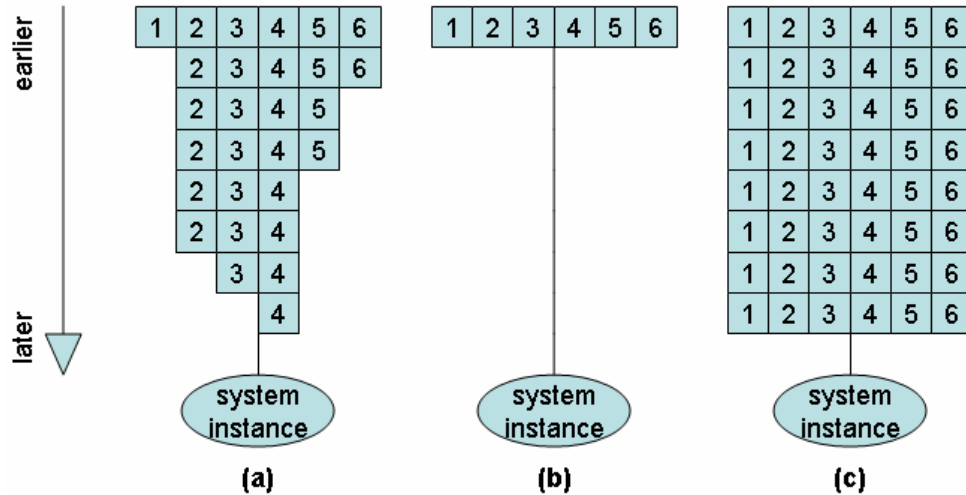 earlier
later
1 2 3 4 5 6
2 3 4 5 6
2 3 4 5
2 3 4 5
2 3 4
2 3 4
3 4
4
system
instance
(a)
1 2 3 4 5 6
system
instance
(b)
1 2 3 4 5 6
1 2 3 4 5 6
1 2 3 4 5 6
1 2 3 4 5 6
1 2 3 4 5 6
1 2 3 4 5 6
1 2 3 4 5 6
1 2 3 4 5 6
system
instance
(c)